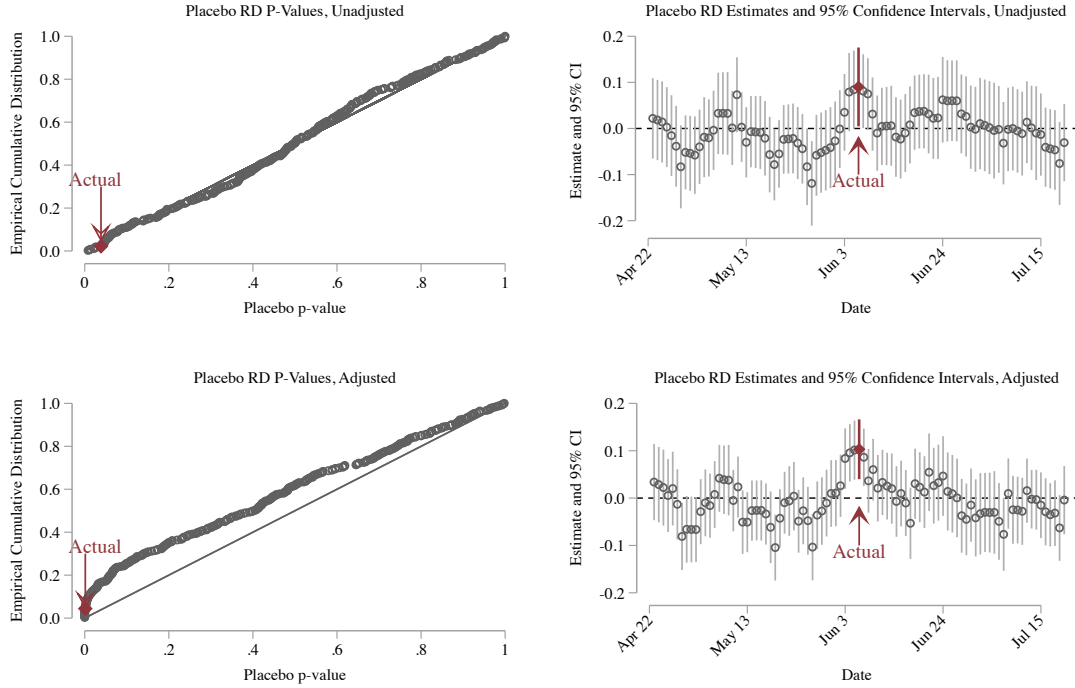 Placebo RD P-Values, Unadjusted
Empirical Cumulative Distribution
1.0
0.8
0.6
0.4
0.2
0.0
Actual
0 .2 .4 .6 .8 1
Placebo p-value
Placebo RD Estimates and 95% Confidence Intervals, Unadjusted
Estimate and 95% CI
0.2
0.1
0.0
-0.1
-0.2
Actual
Apr 22 May 13 Jun 3 Jun 24 Jul 15
Date
Placebo RD P-Values, Adjusted
Empirical Cumulative Distribution
1.0
0.8
0.6
0.4
0.2
0.0
Actual
0 .2 .4 .6 .8 1
Placebo p-value
Placebo RD Estimates and 95% Confidence Intervals, Adjusted
Estimate and 95% CI
0.2
0.1
0.0
-0.1
-0.2
Actual
Apr 22 May 13 Jun 3 Jun 24 Jul 15
Date